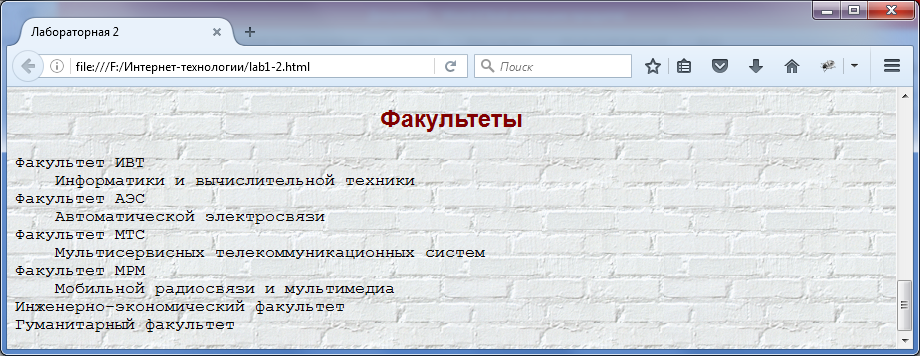 Лабораторная 2
file:///F:/Интернет-технологии/lab1-2.html
Поиск
Факультеты
Факультет ИВТ
Информатики и вычислительной техники
Факультет АЭС
Автоматической электросвязи
Факультет МТС
Мультисервисных телекоммуникационных систем
Факультет МРМ
Мобильной радиосвязи и мультимедиа
Инженерно-экономический факультет
Гуманитарный факультет